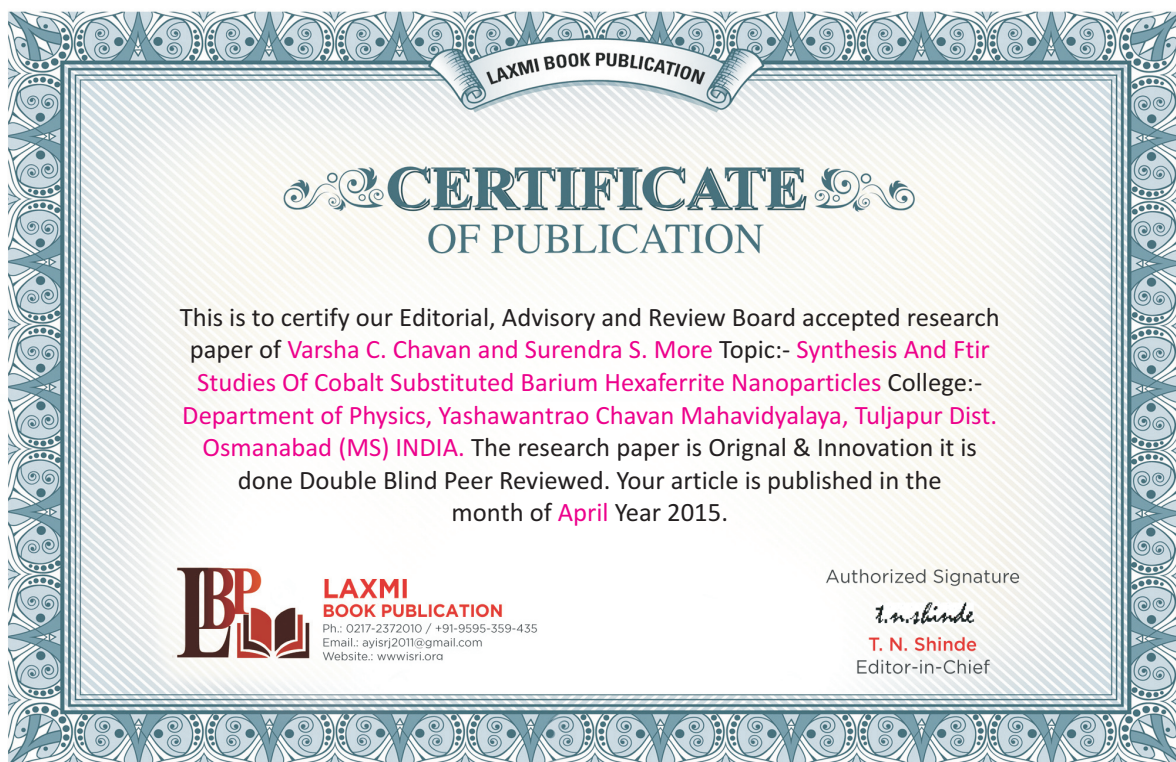 LAXMI BOOK PUBLICATION
CERTIFICATE
OF PUBLICATION
This is to certify our Editorial, Advisory and Review Board accepted research
paper of Varsha C. Chavan and Surendra S. More Topic:- Synthesis And Ftir
Studies Of Cobalt Substituted Barium Hexaferrite Nanoparticles College:-
Department of Physics, Yashawantrao Chavan Mahavidyalaya, Tuljapur Dist.
Osmanabad (MS) INDIA. The research paper is Orignal & Innovation it is
done Double Blind Peer Reviewed. Your article is published in the
month of April Year 2015.
LBP
LAXMI
BOOK PUBLICATION
Ph.: 0217-2372010 / +91-9595-359-435
Email.: ayisrj2011@gmail.com
Website.: wwwisri.org
Authorized Signature
t.n.shinde
T. N. Shinde
Editor-in-Chief